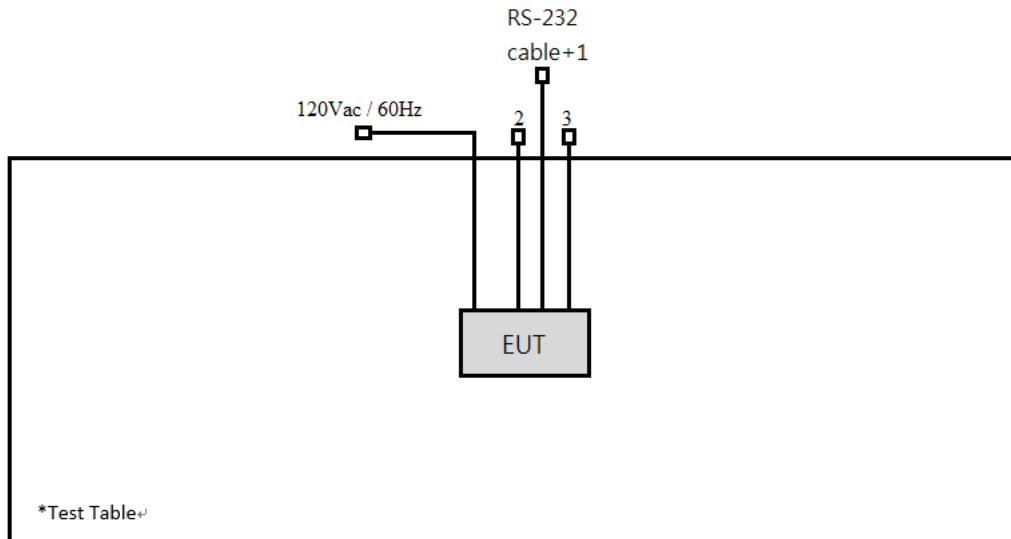 RS-232
cable+1
120Vac / 60Hz
2
3
EUT
*Test Table↵